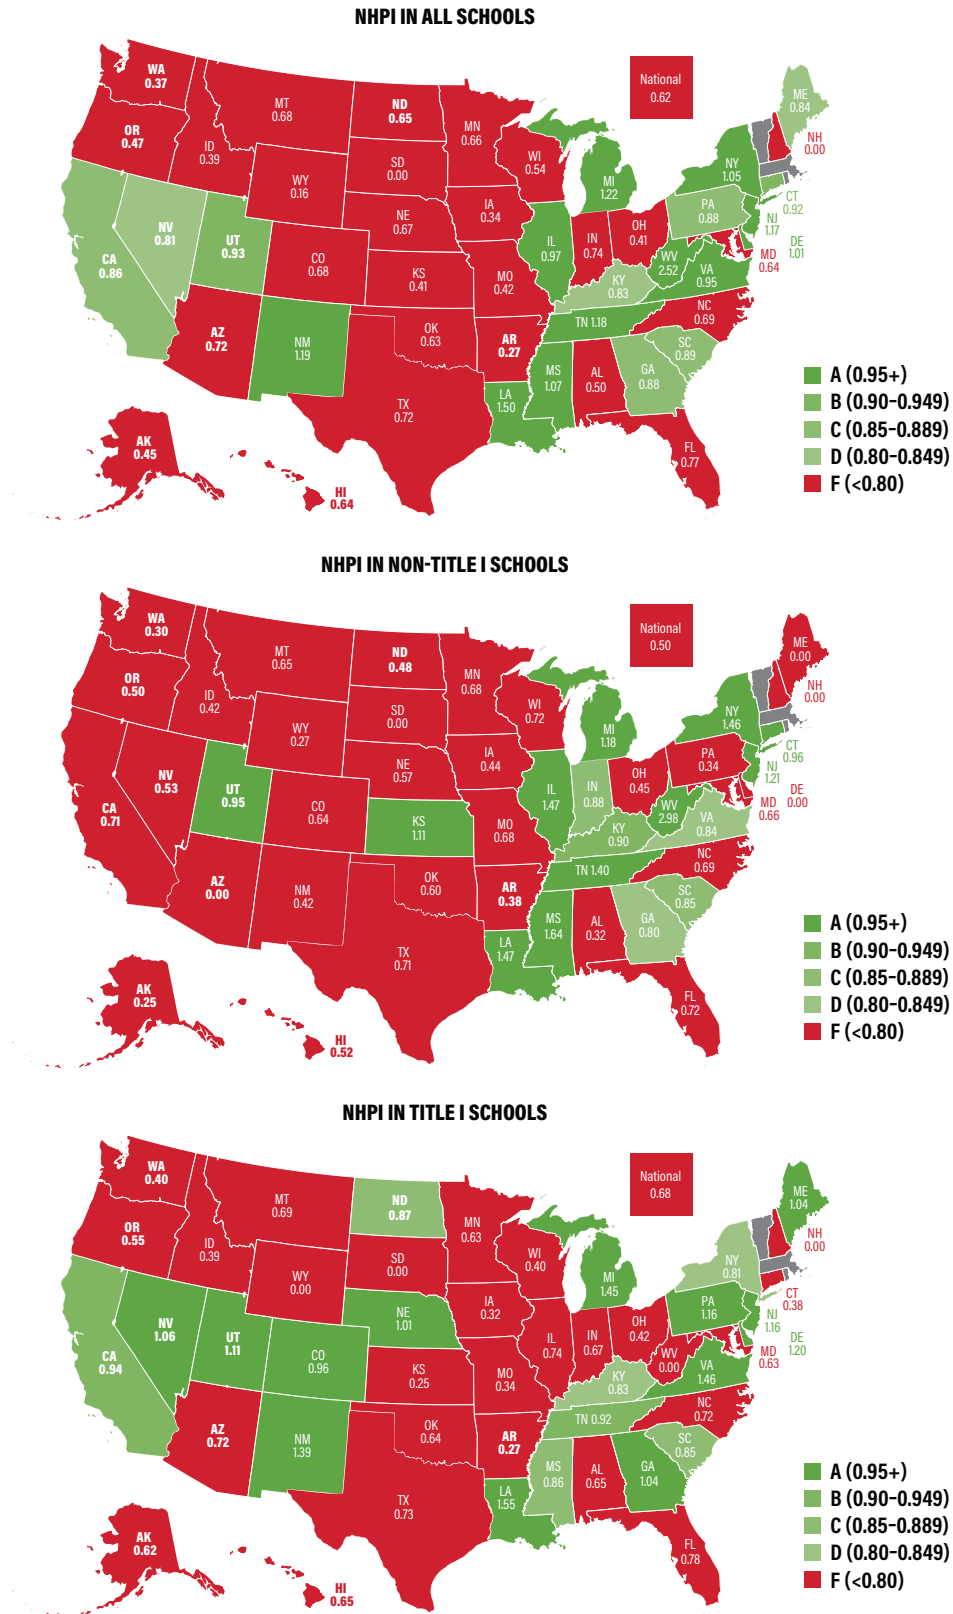 NHPI IN ALL SCHOOLS
National
0.62
WA
0.37
OR
0.47
ID
0.39
MT
0.68
WY
0.16
ND
0.65
SD
0.00
NE
0.67
KS
0.41
MN
0.66
IA
0.34
MO
0.42
WI
0.54
MI
1.22
IL
0.97
IN
0.74
OH
0.41
KY
0.83
WV
2.52
VA
0.95
PA
0.88
NY
1.05
ME
0.84
NH
0.00
CT
0.92
NJ
1.17
DE
1.01
MD
0.64
CA
0.86
NV
0.81
UT
0.93
CO
0.68
AZ
0.72
NM
1.19
OK
0.63
TX
0.72
AR
0.27
LA
1.50
MS
1.07
TN 1.18
AL
0.50
GA
0.88
SC
0.89
NC
0.69
FL
0.77
AK
0.45
HI
0.64
A (0.95+)
B (0.90–0.949)
C (0.85–0.889)
D (0.80–0.849)
F (<0.80)
NHPI IN NON-TITLE I SCHOOLS
National
0.50
WA
0.30
OR
0.50
ID
0.42
MT
0.65
WY
0.27
ND
0.48
SD
0.00
NE
0.57
KS
1.11
MN
0.68
IA
0.44
MO
0.68
WI
0.72
MI
1.18
IL
1.47
IN
0.88
OH
0.45
KY
0.90
WV
2.98
VA
0.84
PA
0.34
NY
1.46
ME
0.00
NH
0.00
CT
0.96
NJ
1.21
DE
0.00
MD
0.66
CA
0.71
NV
0.53
UT
0.95
CO
0.64
AZ
0.00
NM
0.42
OK
0.60
TX
0.71
AR
0.38
LA
1.47
MS
1.64
TN 1.40
AL
0.32
GA
0.80
SC
0.85
NC
0.69
FL
0.72
AK
0.25
HI
0.52
A (0.95+)
B (0.90–0.949)
C (0.85–0.889)
D (0.80–0.849)
F (<0.80)
NHPI IN TITLE I SCHOOLS
National
0.68
WA
0.40
OR
0.55
ID
0.39
MT
0.69
WY
0.00
ND
0.87
SD
0.00
NE
1.01
KS
0.25
MN
0.63
IA
0.32
MO
0.34
WI
0.40
MI
1.45
IL
0.74
IN
0.67
OH
0.42
KY
0.83
WV
0.00
VA
1.46
PA
1.16
NY
0.81
ME
1.04
NH
0.00
CT
0.38
NJ
1.16
DE
1.20
MD
0.63
CA
0.94
NV
1.06
UT
1.11
CO
0.96
AZ
0.72
NM
1.39
OK
0.64
TX
0.73
AR
0.27
LA
1.55
MS
0.86
TN 0.92
AL
0.65
GA
1.04
SC
0.85
NC
0.72
FL
0.78
AK
0.62
HI
0.65
A (0.95+)
B (0.90–0.949)
C (0.85–0.889)
D (0.80–0.849)
F (<0.80)